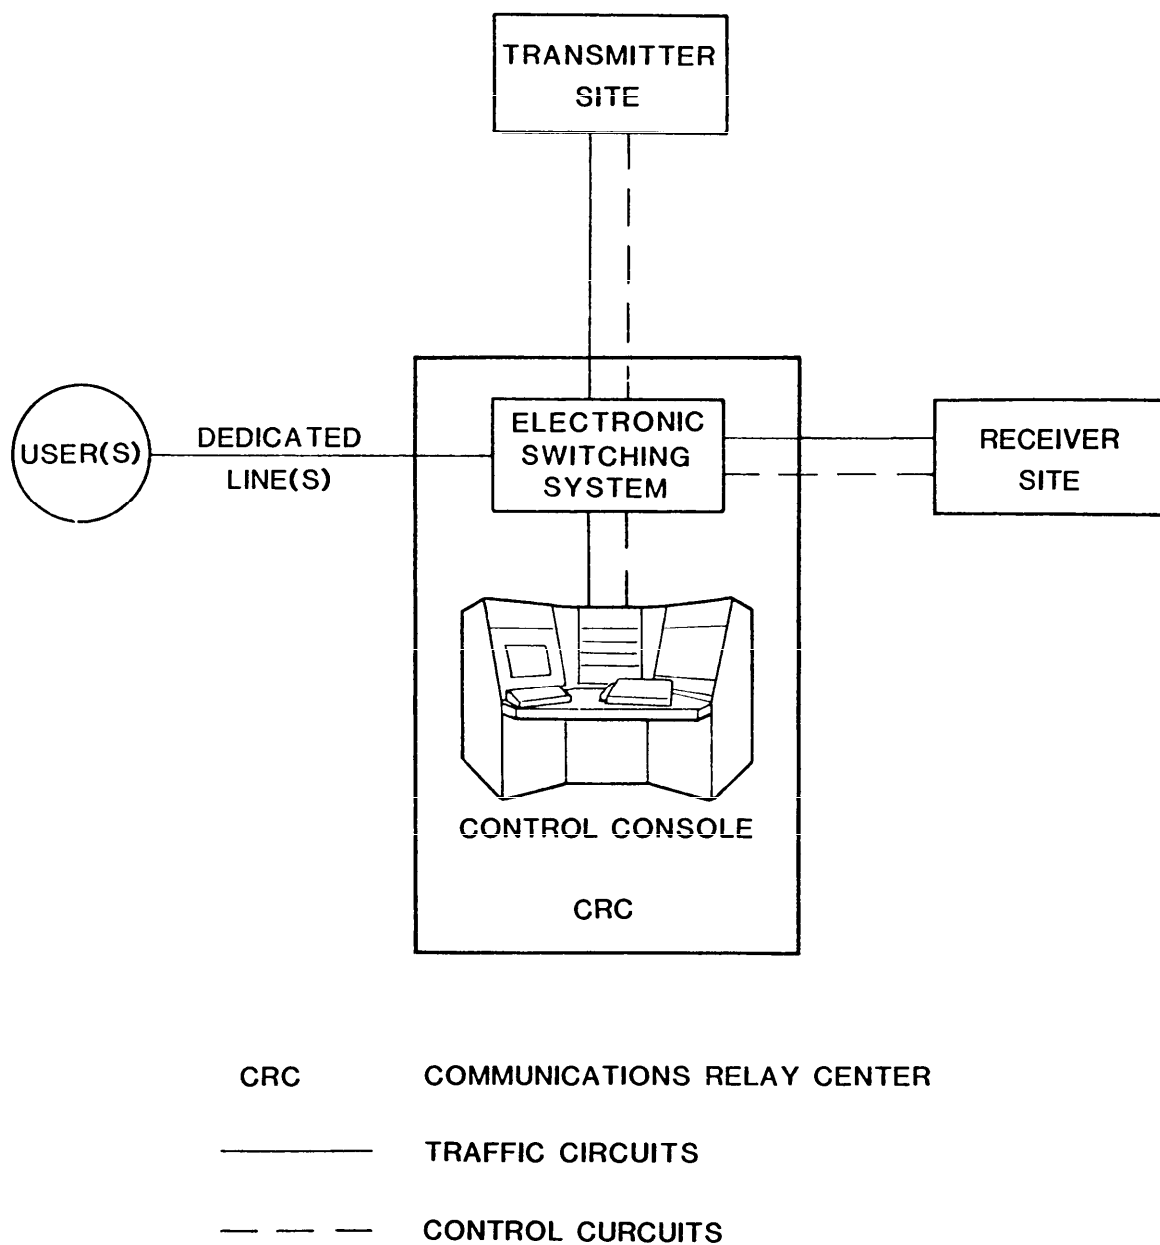 TRANSMITTER
SITE
USER(S)
DEDICATED
LINE(S)
ELECTRONIC
SWITCHING
SYSTEM
RECEIVER
SITE
CONTROL CONSOLE
CRC
CRC COMMUNICATIONS RELAY CENTER
TRAFFIC CIRCUITS
CONTROL CURCUITS